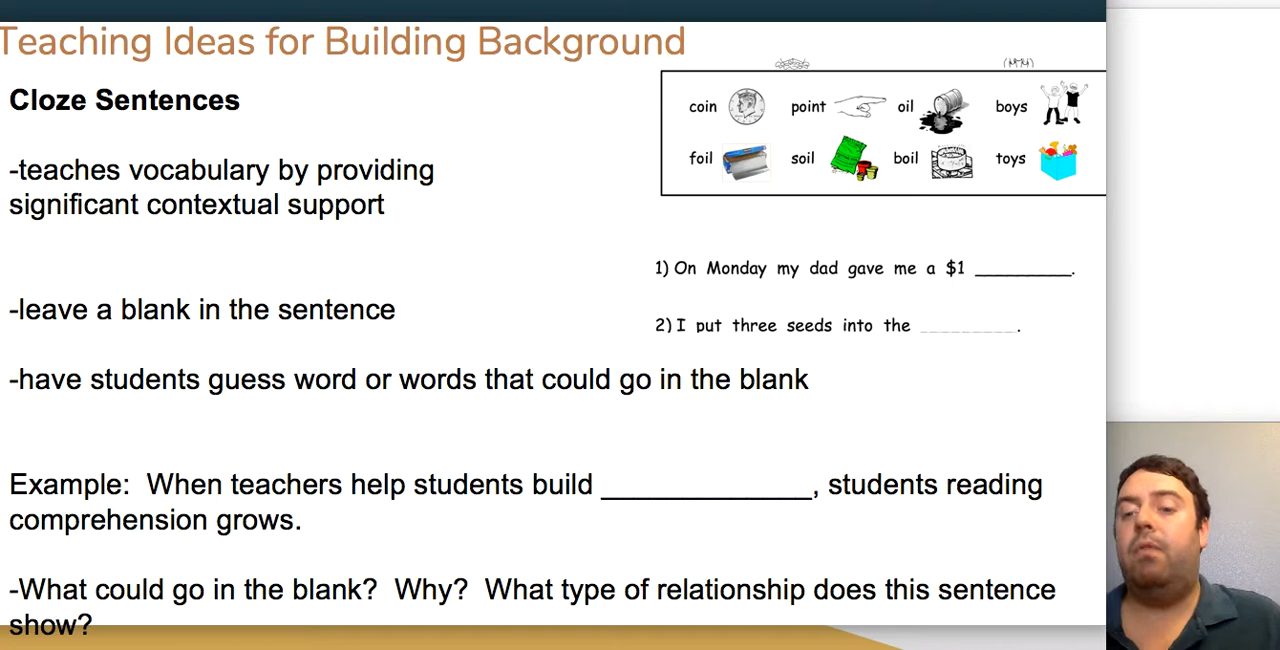 Teaching Ideas for Building Background
Cloze Sentences
-teaches vocabulary by providing
significant contextual support
-leave a blank in the sentence
-have students guess word or words that could go in the blank
Example: When teachers help students build ______________, students reading
comprehension grows.
-What could go in the blank? Why? What type of relationship does this sentence
show?
coin point oil boys
foil soil boil toys
1) On Monday my dad gave me a $1 _________.
2) I put three seeds into the _________.